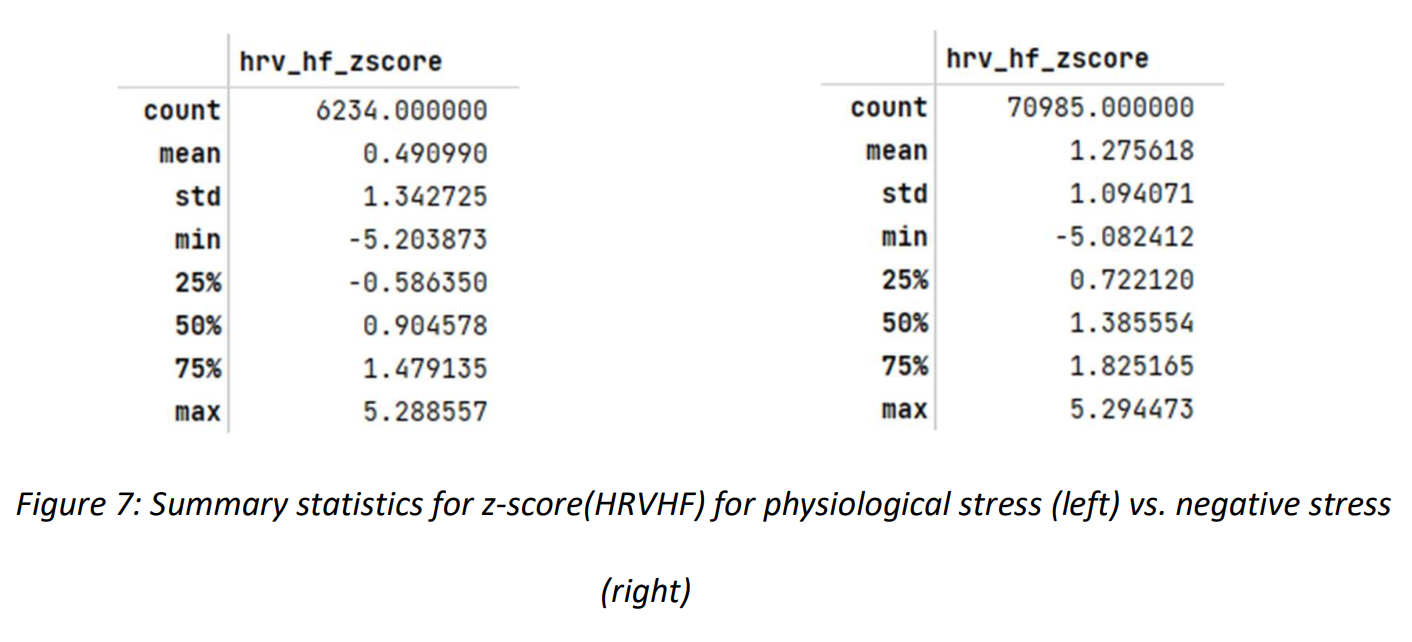 hrv_hf_zscore
count 6234.000000
mean 0.490990
std 1.342725
min -5.203873
25% -0.586350
50% 0.904578
75% 1.479135
max 5.288557
hrv_hf_zscore
count 70985.000000
mean 1.275618
std 1.094071
min -5.082412
25% 0.722120
50% 1.385554
75% 1.825165
max 5.294473
Figure 7: Summary statistics for z-score(HRVHF) for physiological stress (left) vs. negative stress
(right)